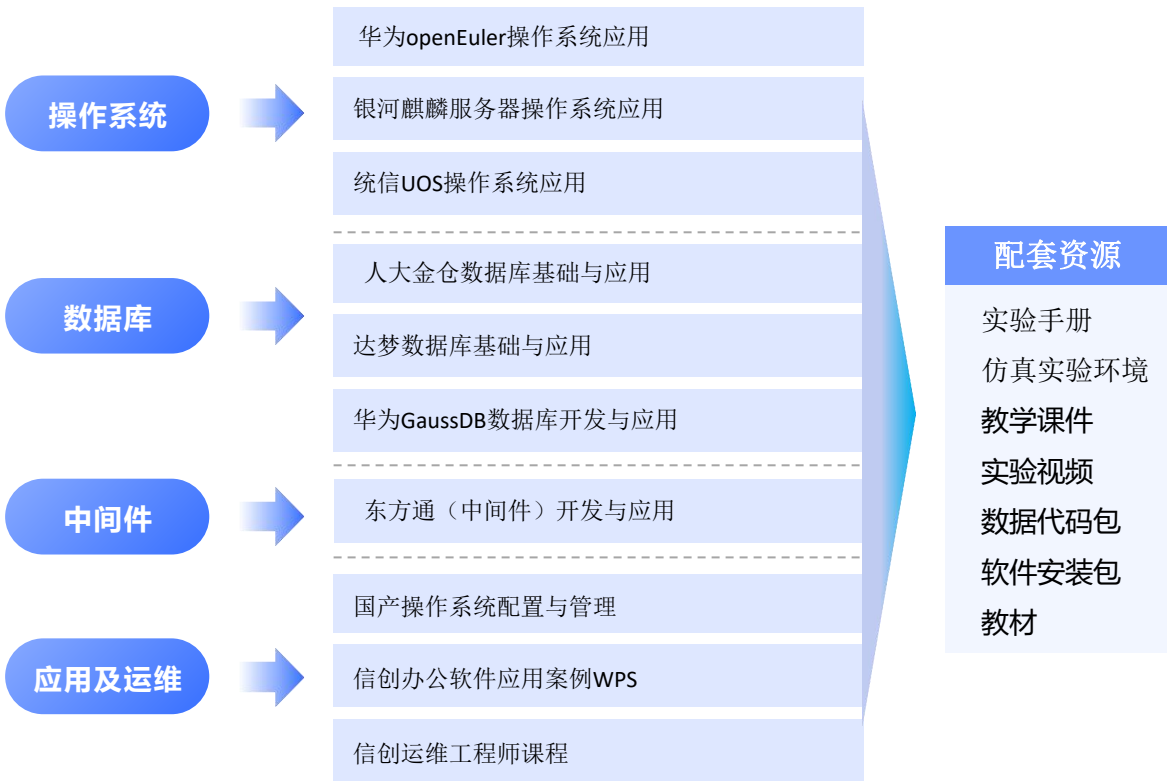 操作系统
华为openEuler操作系统应用
银河麒麟服务器操作系统应用
统信UOS操作系统应用
数据库
人大金仓数据库基础与应用
达梦数据库基础与应用
华为GaussDB数据库开发与应用
中间件
东方通（中间件）开发与应用
应用及运维
国产操作系统配置与管理
信创办公软件应用案例WPS
信创运维工程师课程
配套资源
实验手册
仿真实验环境
教学课件
实验视频
数据代码包
软件安装包
教材